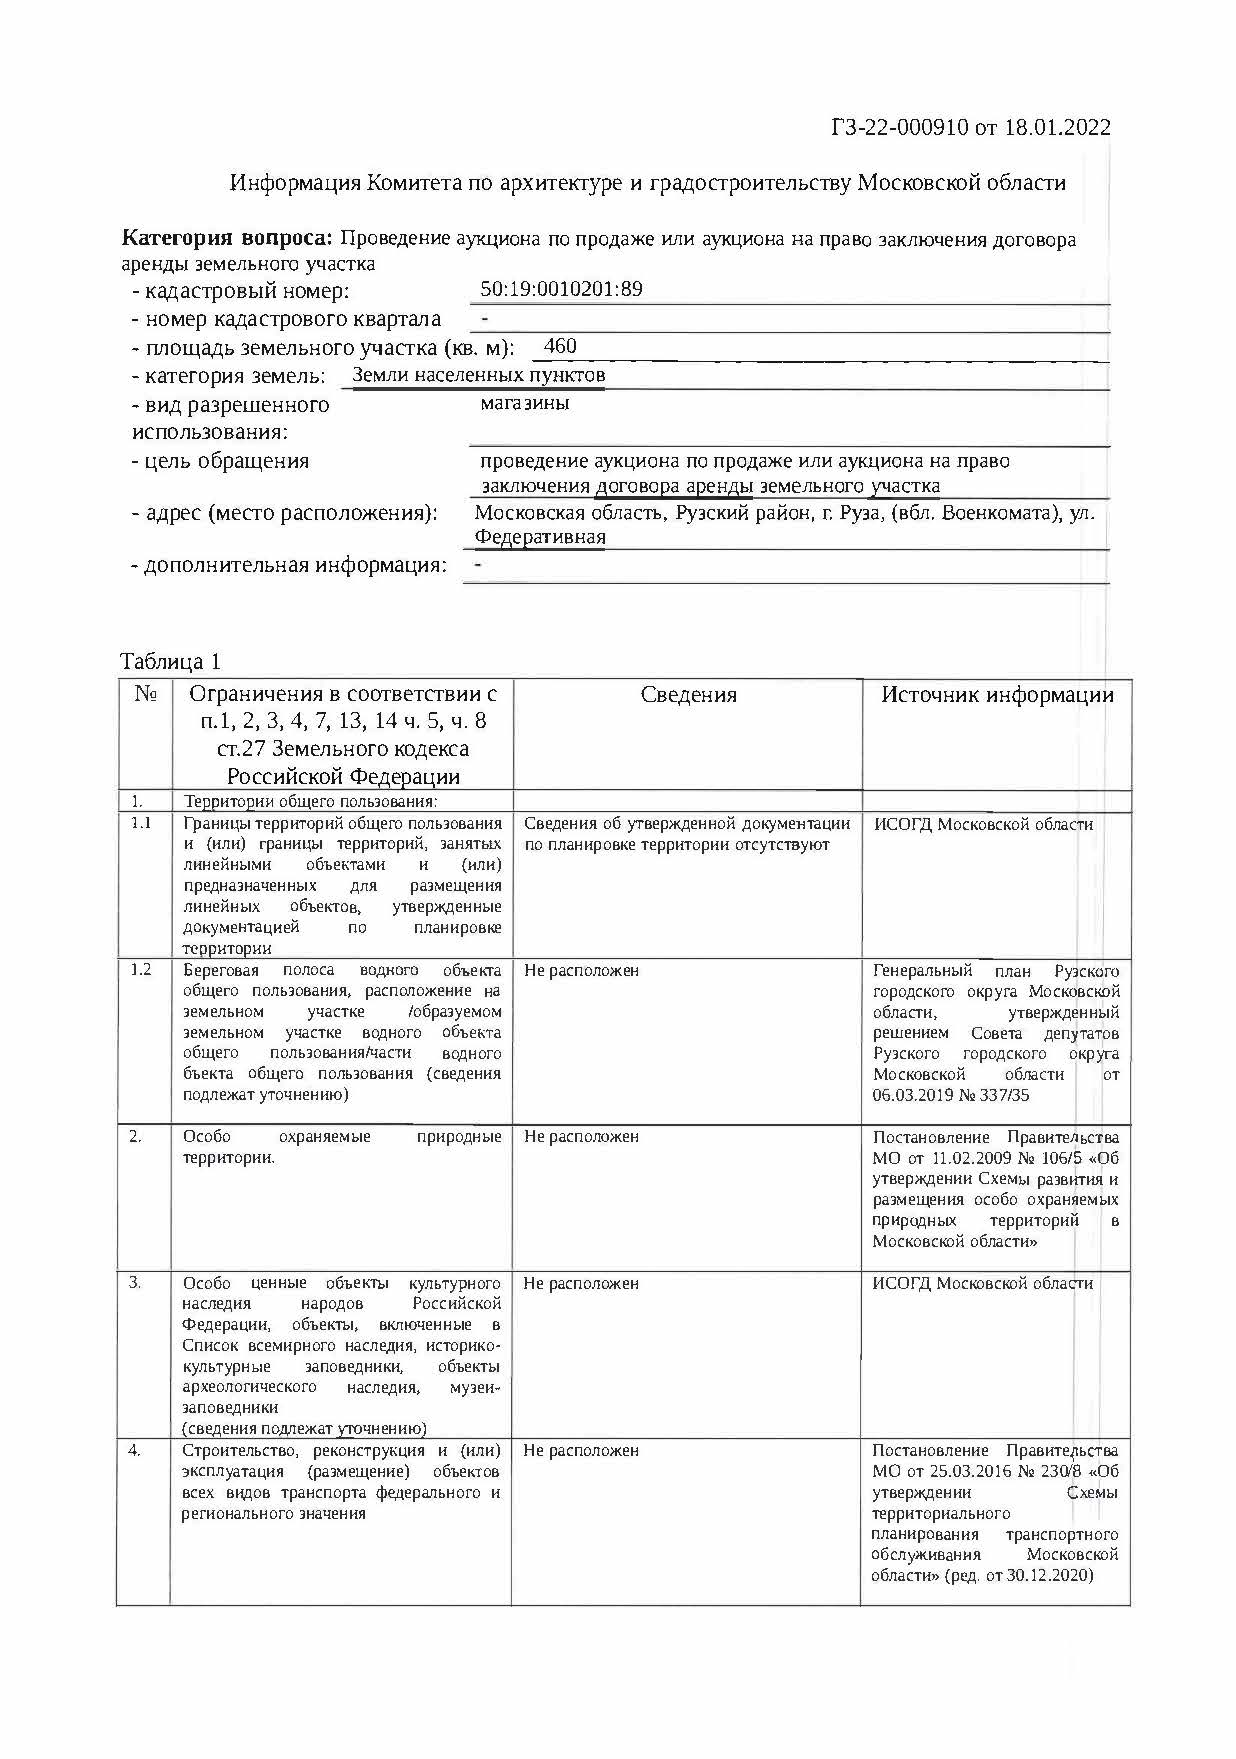 ГЗ-22-000910 от 18.01.2022
Информация Комитета по архитектуре и градостроительству Московской области
Категория вопроса: Проведение аукциона по продаже или аукциона на право заключения договора
аренды земельного участка
- кадастровый номер: 50:19:0010201:89
- номер кадастрового квартала -
- площадь земельного участка (кв. м): 460
- категория земель: Земли населенных пунктов
- вид разрешенного магазины
использования:
- цель обращения проведение аукциона по продаже или аукциона на право
заключения договора аренды земельного участка
- адрес (место расположения): Московская область, Рузский район, г. Руза, (вбл. Военкомата), ул.
Федеративная
- дополнительная информация: -
Таблица 1
№ Ограничения в соответствии с Сведения Источник информации
п.1, 2, 3, 4, 7, 13, 14 ч. 5, ч. 8
ст.27 Земельного кодекса
Российской Федерации
1. Территории общего пользования:
1.1 Границы территорий общего пользования Сведения об утвержденной документации ИСОГД Московской области
и (или) границы территорий, занятых по планировке территории отсутствуют
линейными объектами и (или)
предназначенных для размещения
линейных объектов, утвержденные
документацией по планировке
территории
1.2 Береговая полоса водного объекта Не расположен Генеральный план Рузского
общего пользования, расположение на городского округа Московской
земельном участке /образуемом области, утвержденный
земельном участке водного объекта решением Совета депутатов
общего пользования/части водного Рузского городского округа
бъекта общего пользования (сведения Московской области от
подлежат уточнению) 06.03.2019 № 337/35
2. Особо охраняемые природные Не расположен Постановление Правительства
территории. МО от 11.02.2009 № 106/5 «Об
утверждении Схемы развития и
размещения особо охраняемых
природных территорий в
Московской области»
3. Особо ценные объекты культурного Не расположен ИСОГД Московской области
наследия народов Российской
Федерации, объекты, включенные в
Список всемирного наследия, историко-
культурные заповедники, объекты
археологического наследия, музеи-
заповедники
(сведения подлежат уточнению)
4. Строительство, реконструкция и (или) Не расположен Постановление Правительства
эксплуатация (размещение) объектов МО от 25.03.2016 № 230/8 «Об
всех видов транспорта федерального и утверждении Схемы
регионального значения территориального
планирования транспортного
обслуживания Московской
области» (ред. от 30.12.2020)